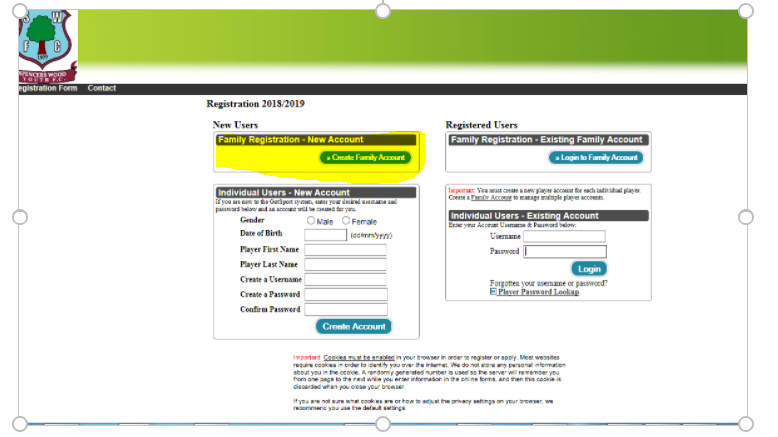 S W
F C
1977
SPENCERS WOOD
YOUTH F.C.
egistration Form Contact
Registration 2018/2019
New Users
Family Registration - New Account
» Create Family Account
Individual Users - New Account
If you are new to the GotSport system, enter your desired username and
password below and an account will be created for you.
Gender Male Female
Date of Birth (dd/mm/yyyy)
Player First Name
Player Last Name
Create a Username
Create a Password
Confirm Password
Create Account
Registered Users
Family Registration - Existing Family Account
» Login to Family Account
Important: You must create a new player account for each individual player.
Create a Family Account to manage multiple player accounts.
Individual Users - Existing Account
Enter your Account Username & Password below:
Username
Password
Login
Forgotten your username or password?
Player Password Lookup
Important: Cookies must be enabled in your browser in order to register or apply. Most websites
require cookies in order to identify you over the internet. We do not store any personal information
about you in the cookie. A randomly generated number is used so the server will remember you
from one page to the next while you enter information in the online forms, and then this cookie is
discarded when you close your browser.
If you are not sure what cookies are or how to adjust the privacy settings on your browser, we
recommend you use the default settings.